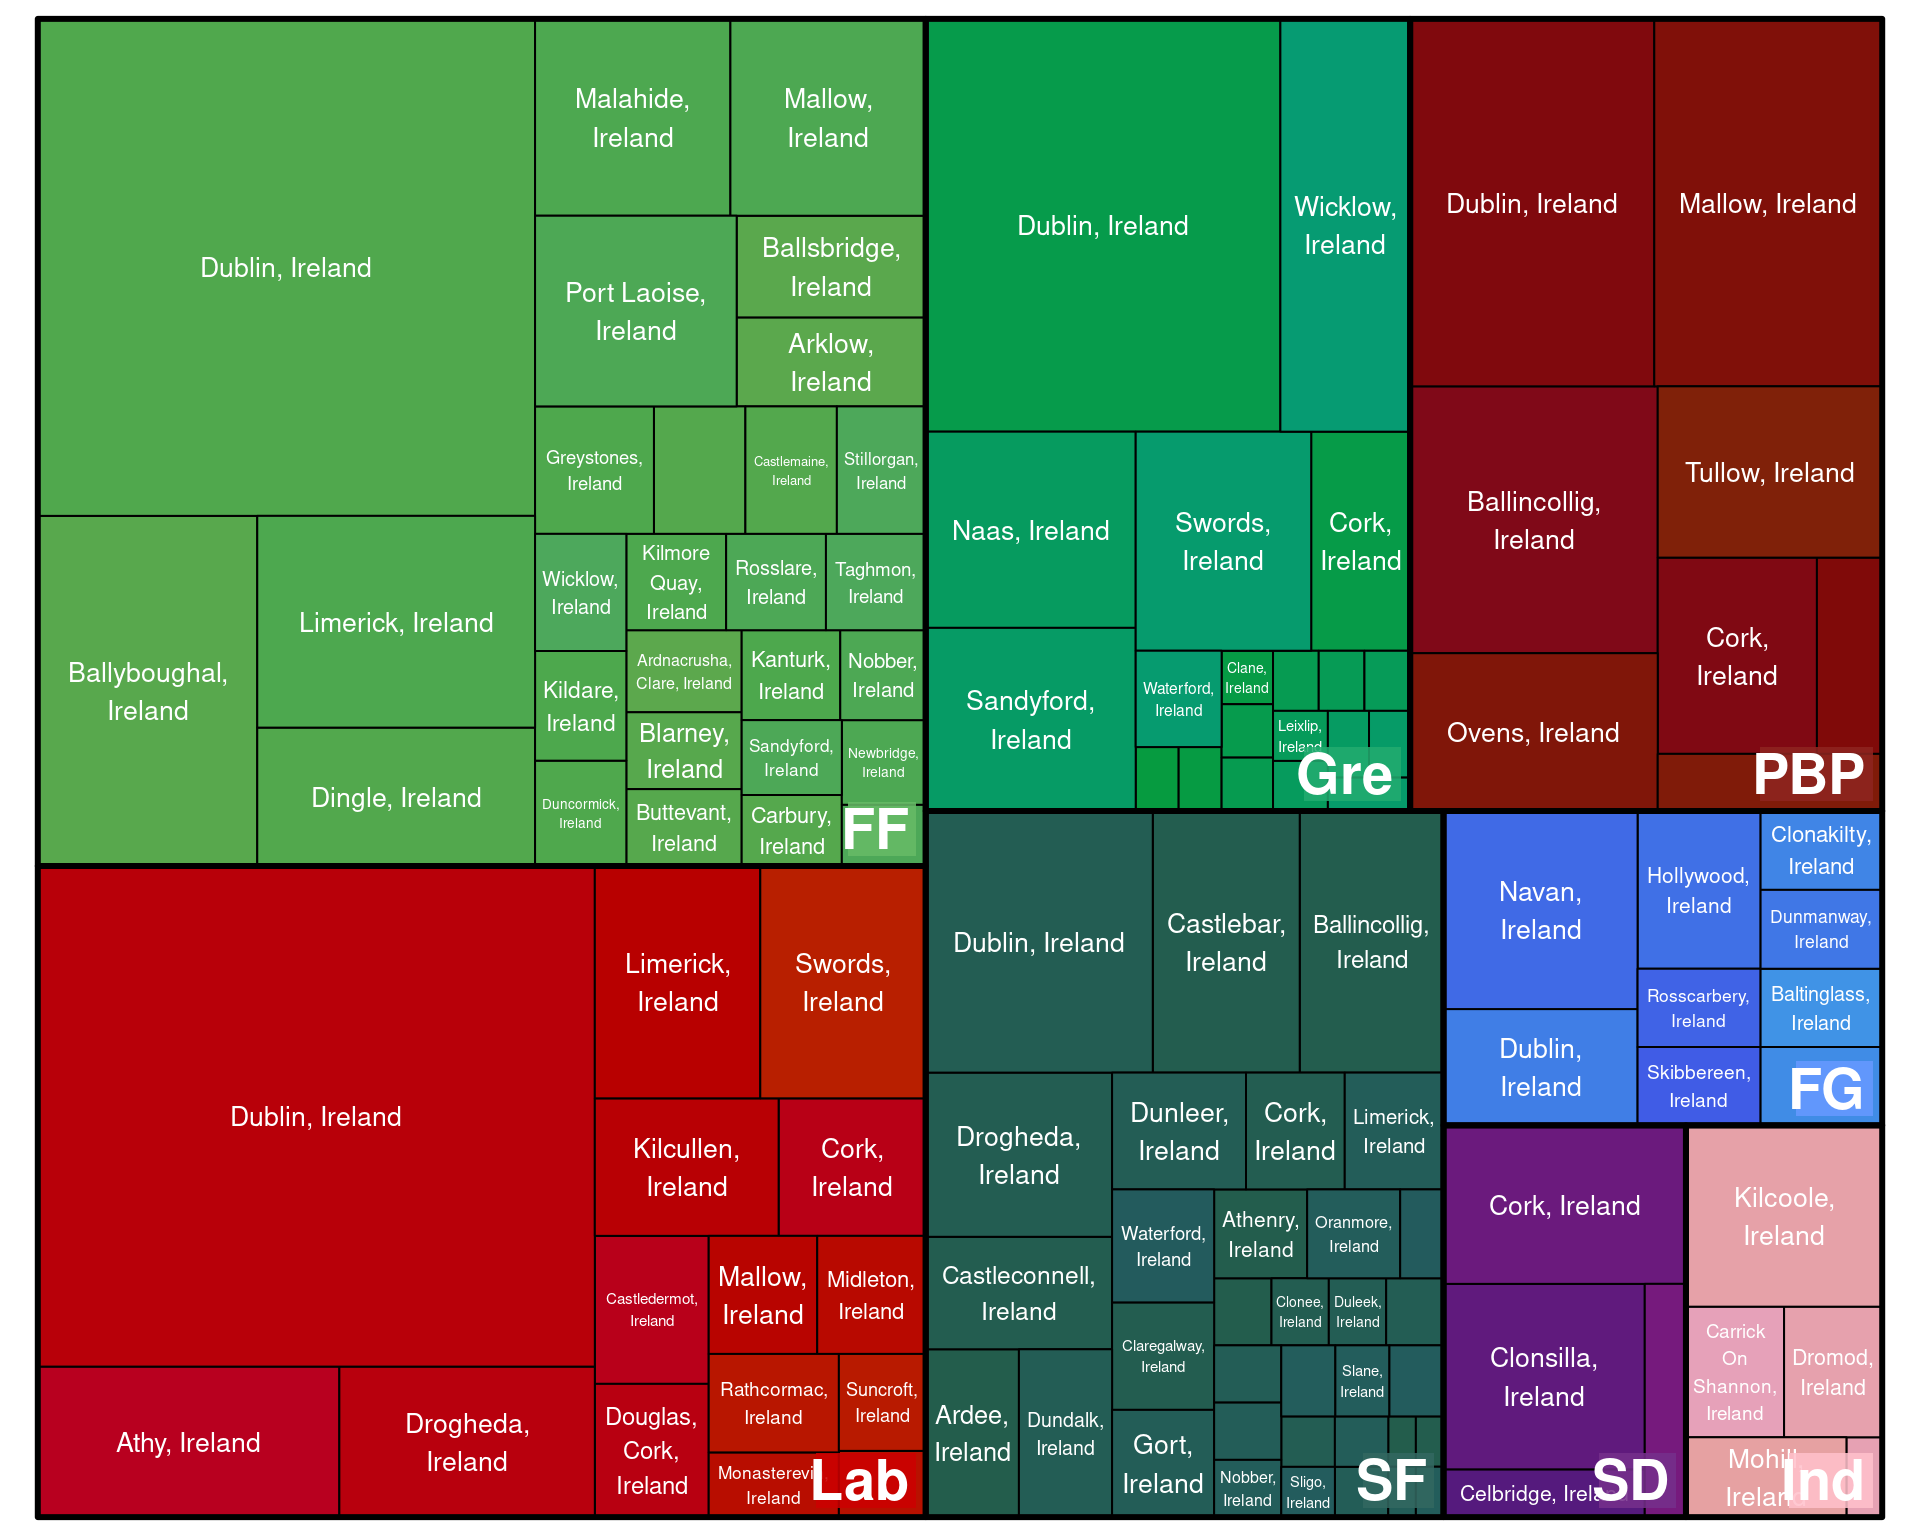 Dublin, Ireland
Malahide,
Ireland
Mallow,
Ireland
Port Laoise,
Ireland
Ballsbridge,
Ireland
Arklow,
Ireland
Greystones,
Ireland
Castlemaine,
Ireland
Stillorgan,
Ireland
Ballyboughal,
Ireland
Limerick, Ireland
Dingle, Ireland
Wicklow,
Ireland
Kilmore
Quay,
Ireland
Rosslare,
Ireland
Taghmon,
Ireland
Kildare,
Ireland
Ardnacrusha,
Clare, Ireland
Kanturk,
Ireland
Nobber,
Ireland
Blarney,
Ireland
Sandyford,
Ireland
Newbridge,
Ireland
Duncormick,
Ireland
Buttevant,
Ireland
Carbury,
Ireland
FF
Dublin, Ireland
Wicklow,
Ireland
Naas, Ireland
Swords,
Ireland
Cork,
Ireland
Sandyford,
Ireland
Waterford,
Ireland
Clane,
Ireland
Leixlip,
Ireland
Gre
Dublin, Ireland
Mallow, Ireland
Ballincollig,
Ireland
Tullow, Ireland
Cork,
Ireland
Ovens, Ireland
PBP
Dublin, Ireland
Limerick,
Ireland
Swords,
Ireland
Kilcullen,
Ireland
Cork,
Ireland
Castledermot,
Ireland
Mallow,
Ireland
Midleton,
Ireland
Athy, Ireland
Drogheda,
Ireland
Douglas,
Cork,
Ireland
Rathcormac,
Ireland
Suncroft,
Ireland
Ireland
Lab
Dublin, Ireland
Castlebar,
Ireland
Ballincollig,
Ireland
Drogheda,
Ireland
Dunleer,
Ireland
Cork,
Ireland
Limerick,
Ireland
Castleconnell,
Ireland
Waterford,
Ireland
Athenry,
Ireland
Oranmore,
Ireland
Clonee,
Ireland
Duleek,
Ireland
Claregalway,
Ireland
Slane,
Ireland
Ardee,
Ireland
Dundalk,
Ireland
Gort,
Ireland
Nobber,
Ireland
Sligo,
Ireland
SF
Navan,
Ireland
Hollywood,
Ireland
Clonakilty,
Ireland
Dunmanway,
Ireland
Dublin,
Ireland
Rosscarbery,
Ireland
Baltinglass,
Ireland
Skibbereen,
Ireland
FG
Cork, Ireland
Clonsilla,
Ireland
Celbridge, Ireland
SD
Kilcoole,
Ireland
Carrick
On
Shannon,
Ireland
Dromod,
Ireland
Mohill,
Ireland
Ind